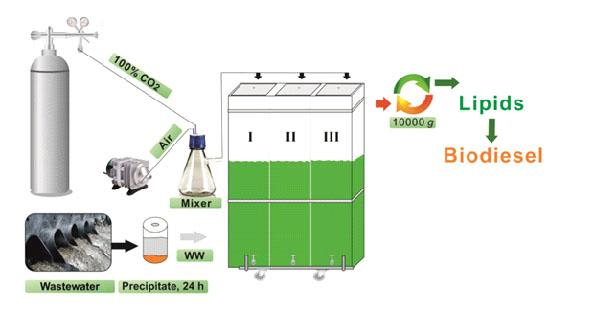 100% CO2
Air
Mixer
I II III
10000 g
Lipids
Biodiesel
WW
Wastewater
Precipitate, 24 h